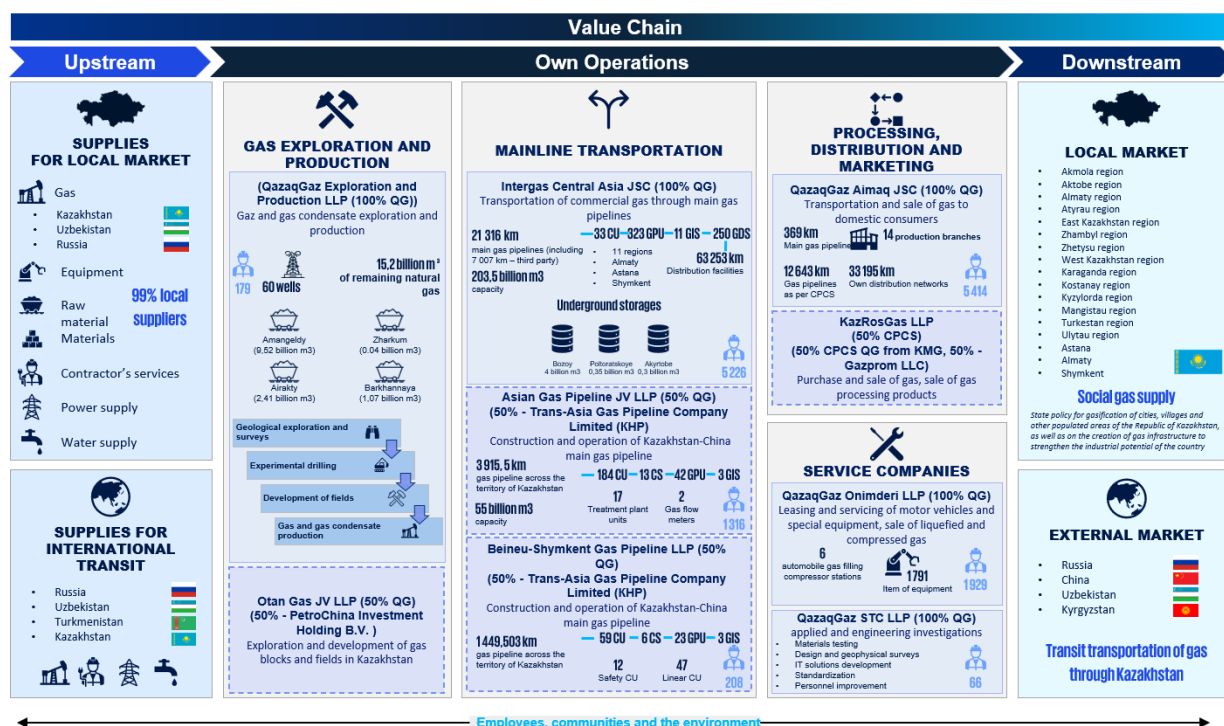 Value Chain
Upstream
Own Operations
Downstream
SUPPLIES
FOR LOCAL MARKET
Gas
• Kazakhstan
• Uzbekistan
• Russia
Equipment
Raw
material
Materials
99% local
suppliers
Contractor's services
Power supply
Water supply
SUPPLIES FOR
INTERNATIONAL
TRANSIT
• Russia
• Uzbekistan
• Turkmenistan
• Kazakhstan
GAS EXPLORATION AND
PRODUCTION
(QazaqGaz Exploration and
Production LLP (100% QG))
Gaz and gas condensate exploration and
production
179
60 wells
15,2 billion m³
of remaining natural
gas
Amangeldy
(9,52 billion m3)
Zharkum
(0.04 billion m3)
Airakty
(2,41 billion m3)
Barkhannaya
(1,07 billion m3)
Geological exploration and
surveys
Experimental drilling
Development of fields
Gas and gas condensate
production
Otan Gas JV LLP (50% QG)
(50% - PetroChina Investment
Holding B.V. )
Exploration and development of gas
blocks and fields in Kazakhstan
MAINLINE TRANSPORTATION
Intergas Central Asia JSC (100% QG)
Transportation of commercial gas through main gas
pipelines
21 316 km
main gas pipelines (including
7 007 km – third party)
203,5 billion m3
capacity
33 CU 323 GPU 11 GIS 250 GDS
• 11 regions
• Almaty
• Astana
• Shymkent
63 253 km
Distribution facilities
Underground storages
Bozoy
4 billion m3
Poltoratskoye
0,35 billion m3
Akyrtobe
0,3 billion m3
5 226
Asian Gas Pipeline JV LLP (50% QG)
(50% - Trans-Asia Gas Pipeline Company
Limited (KHP)
Construction and operation of Kazakhstan-China
main gas pipeline
3 915,5 km
gas pipeline across the
territory of Kazakhstan
184 CU 13 CS 42 GPU 3 GIS
55 billion m3
capacity
17
Treatment plant
units
2
Gas flow
meters
1 316
Beineu-Shymkent Gas Pipeline LLP (50%
QG)
(50% - Trans-Asia Gas Pipeline Company
Limited (KHP)
Construction and operation of Kazakhstan-China
main gas pipeline
1 449,503 km
gas pipeline across the
territory of Kazakhstan
59 CU 6 CS 23 GPU 3 GIS
12
Safety CU
47
Linear CU
208
PROCESSING,
DISTRIBUTION AND
MARKETING
QazaqGaz Aimaq JSC (100% QG)
Transportation and sale of gas to
domestic consumers
369 km
Main gas pipeline
14 production branches
12 643 km
Gas pipelines
as per CPCS
33 195 km
Own distribution networks
5 414
KazRosGas LLP
(50% CPCS)
(50% CPCS QG from KMG, 50% -
Gazprom LLC)
Purchase and sale of gas, sale of gas
processing products
SERVICE COMPANIES
QazaqGaz Onimderi LLP (100% QG)
Leasing and servicing of motor vehicles and
special equipment, sale of liquefied and
compressed gas
6
automobile gas filling
compressor stations
1791
Item of equipment
1 929
QazaqGaz STC LLP (100% QG)
applied and engineering investigations
• Materials testing
• Design and geophysical surveys
• IT solutions development
• Standardization
• Personnel improvement
66
LOCAL MARKET
• Akmola region
• Aktobe region
• Almaty region
• Atyrau region
• East Kazakhstan region
• Zhambyl region
• Zhetysu region
• West Kazakhstan region
• Karaganda region
• Kostanay region
• Kyzylorda region
• Mangistau region
• Turkestan region
• Ulytau region
• Astana
• Almaty
• Shymkent
Social gas supply
State policy for gasification of cities, villages and
other populated areas of the Republic of Kazakhstan,
as well as on the creation of gas infrastructure to
strengthen the industrial potential of the country
EXTERNAL MARKET
• Russia
• China
• Uzbekistan
• Kyrgyzstan
Transit transportation of gas
through Kazakhstan
Employees, communities and the environment